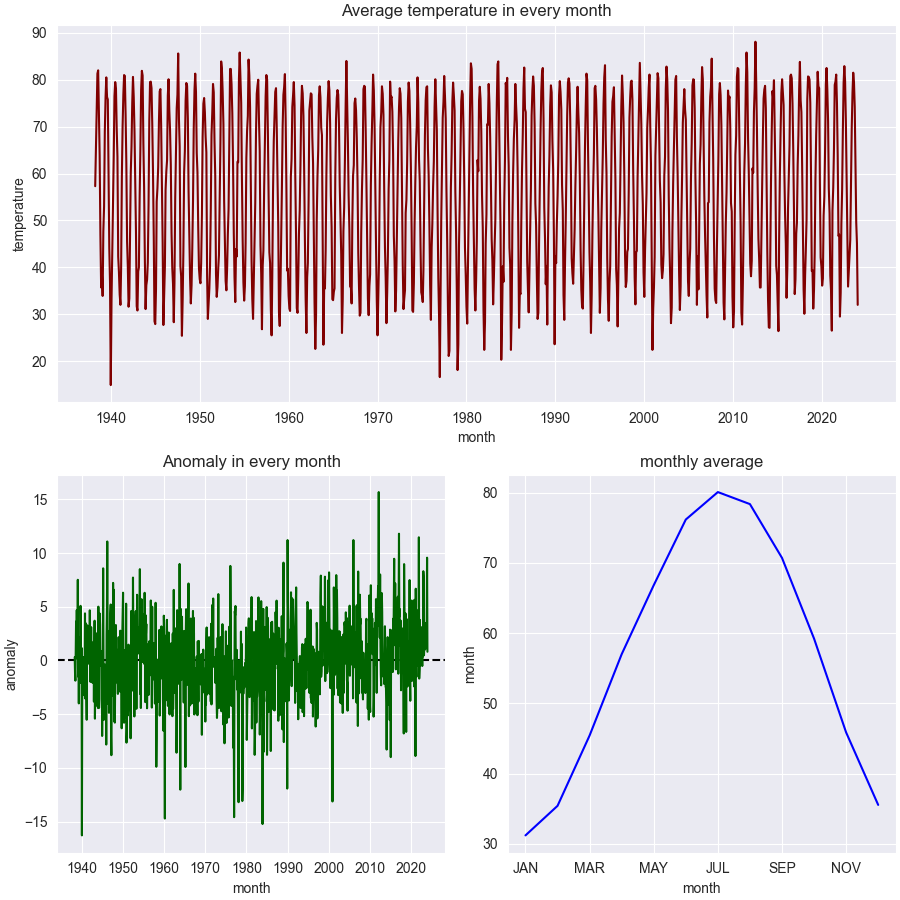 Average temperature in every month
90
80
70
60
50
40
30
20
temperature
1940 1950 1960 1970 1980 1990 2000 2010 2020
month
Anomaly in every month
15
10
5
0
−5
−10
−15
anomaly
1940 1950 1960 1970 1980 1990 2000 2010 2020
month
monthly average
80
70
60
50
40
30
month
JAN MAR MAY JUL SEP NOV
month